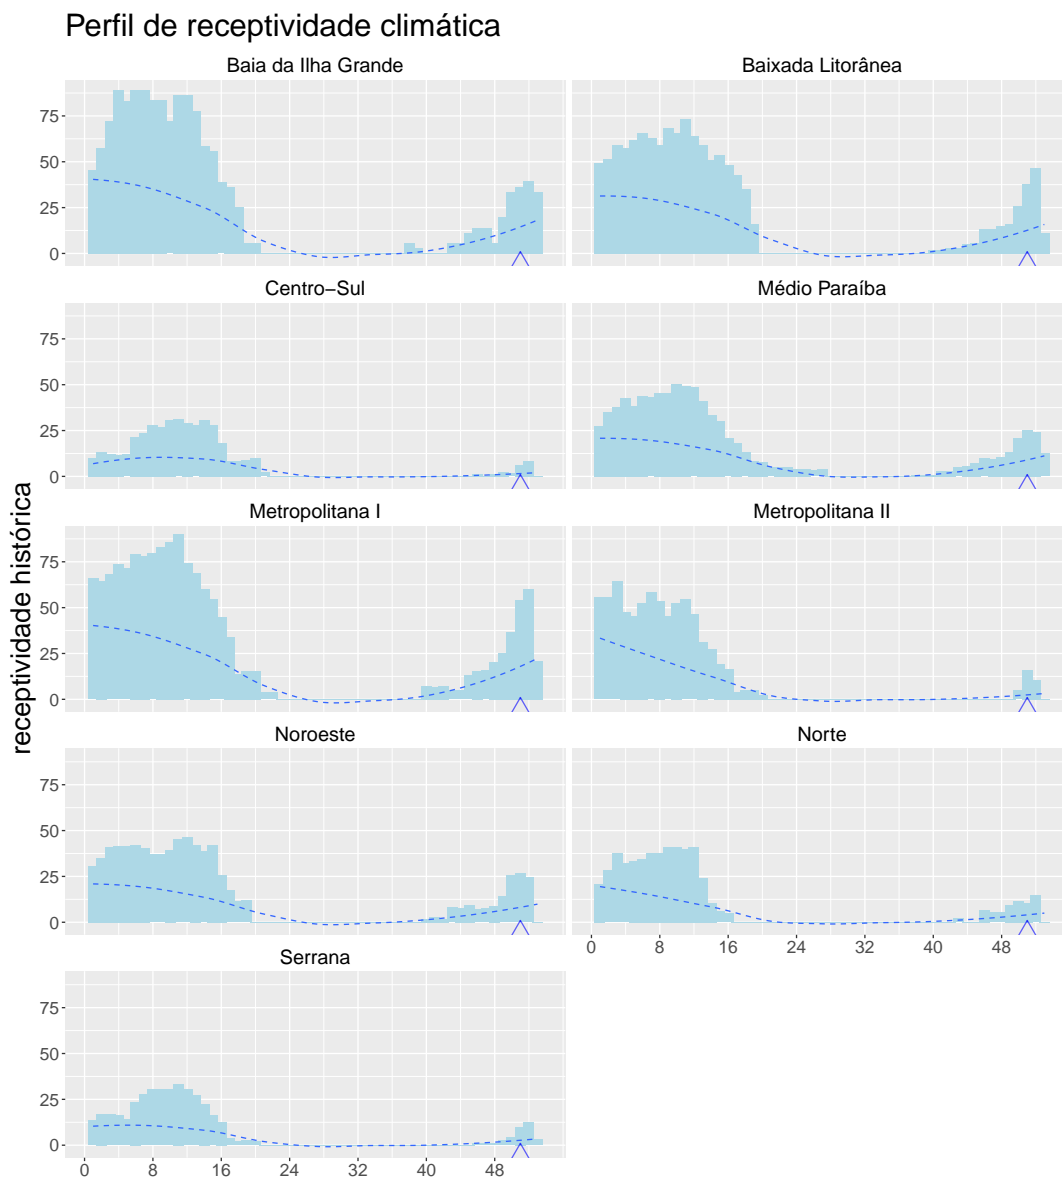 Perfil de receptividade climática
Baia da Ilha Grande
Baixada Litorânea
75
50
25
0
Centro−Sul
Médio Paraíba
75
50
25
0
receptividade histórica
Metropolitana I
Metropolitana II
75
50
25
0
Noroeste
Norte
75
50
25
0
0 8 16 24 32 40 48
Serrana
75
50
25
0
0 8 16 24 32 40 48